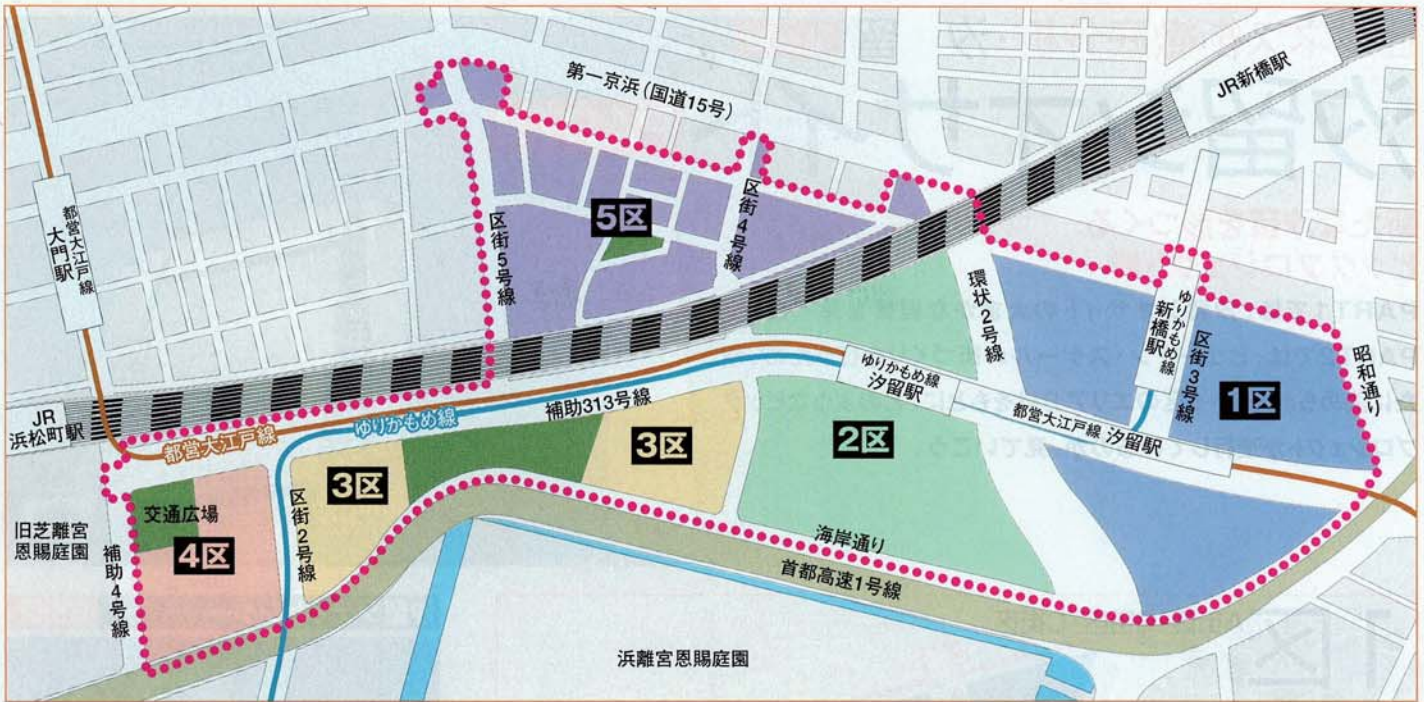 第一京浜(国道15号)
JR新橋駅
都営大江戸線
大門駅
区街5号線
5区
区街4号線
環状2号線
ゆりかもめ線
新橋駅
区街3号線
昭和通り
1区
ゆりかもめ線
汐留駅
都営大江戸線 汐留駅
JR
浜松町駅
都営大江戸線
ゆりかもめ線
補助313号線
3区
3区
2区
旧芝離宮
恩賜庭園
交通広場
4区
補助4号線
区街2号線
海岸通り
首都高速1号線
浜離宮恩賜庭園